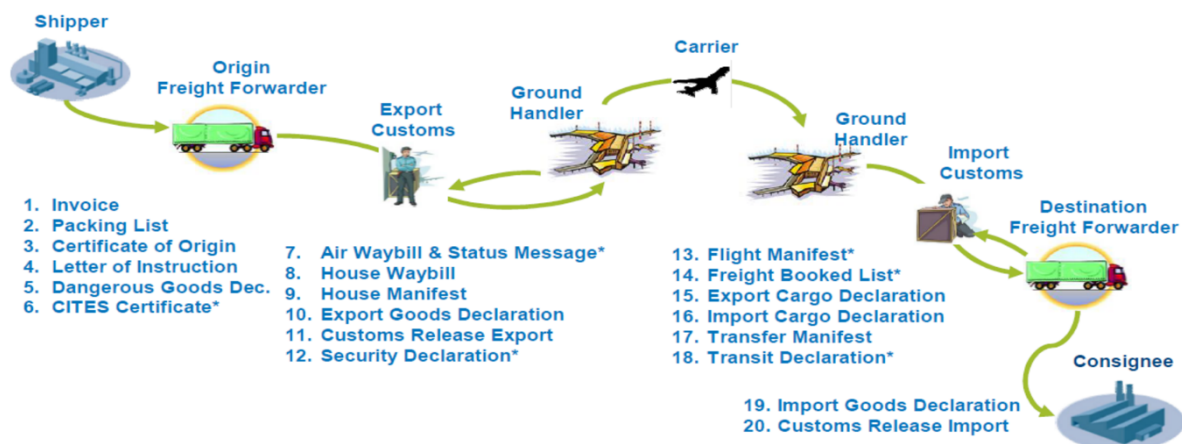 Shipper
Origin
Freight Forwarder
Export
Customs
Ground
Handler
Carrier
Ground
Handler
Import
Customs
Destination
Freight Forwarder
1. Invoice
2. Packing List
3. Certificate of Origin
4. Letter of Instruction
5. Dangerous Goods Dec.
6. CITES Certificate*
7. Air Waybill & Status Message*
8. House Waybill
9. House Manifest
10. Export Goods Declaration
11. Customs Release Export
12. Security Declaration*
13. Flight Manifest*
14. Freight Booked List*
15. Export Cargo Declaration
16. Import Cargo Declaration
17. Transfer Manifest
18. Transit Declaration*
Consignee
19. Import Goods Declaration
20. Customs Release Import